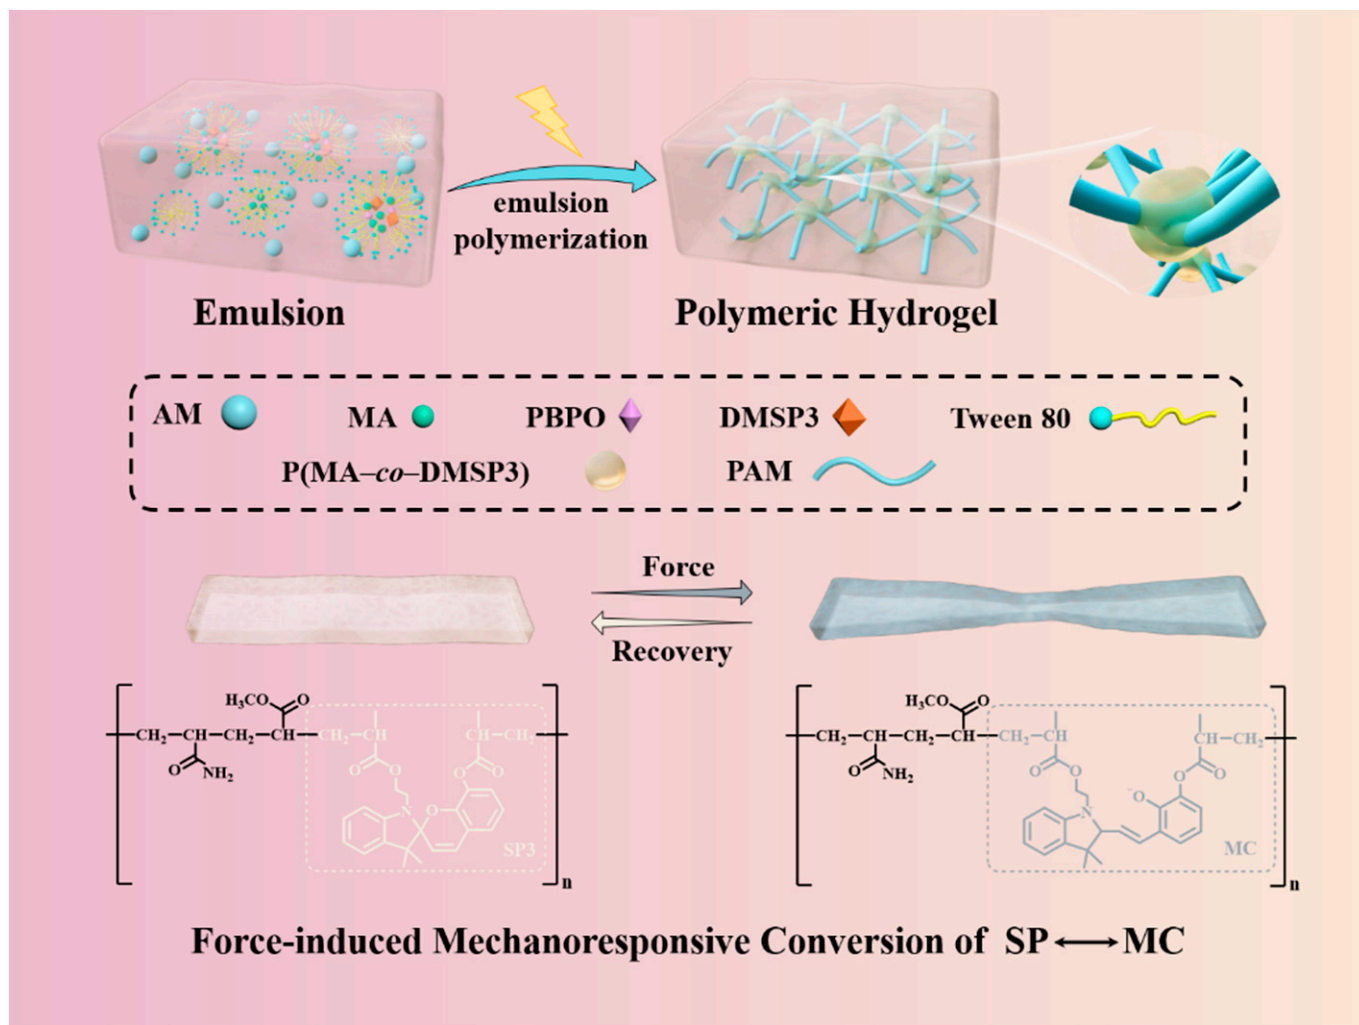 emulsion
polymerization
Emulsion
Polymeric Hydrogel
AM
MA
PBPO
DMSP3
Tween 80
P(MA–co–DMSP3)
PAM
Force
Recovery
H₃CO
O
CH₂
CH
CH₂
CH
CH₂
CH
CH
CH₂
O
NH₂
O
O
O
O
N
O
SP3
n
H₃CO
O
CH₂
CH
CH₂
CH
CH₂
CH
CH
CH₂
O
NH₂
O
O
⁻O
O
O
N
MC
n
Force-induced Mechanoresponsive Conversion of SP⟷MC